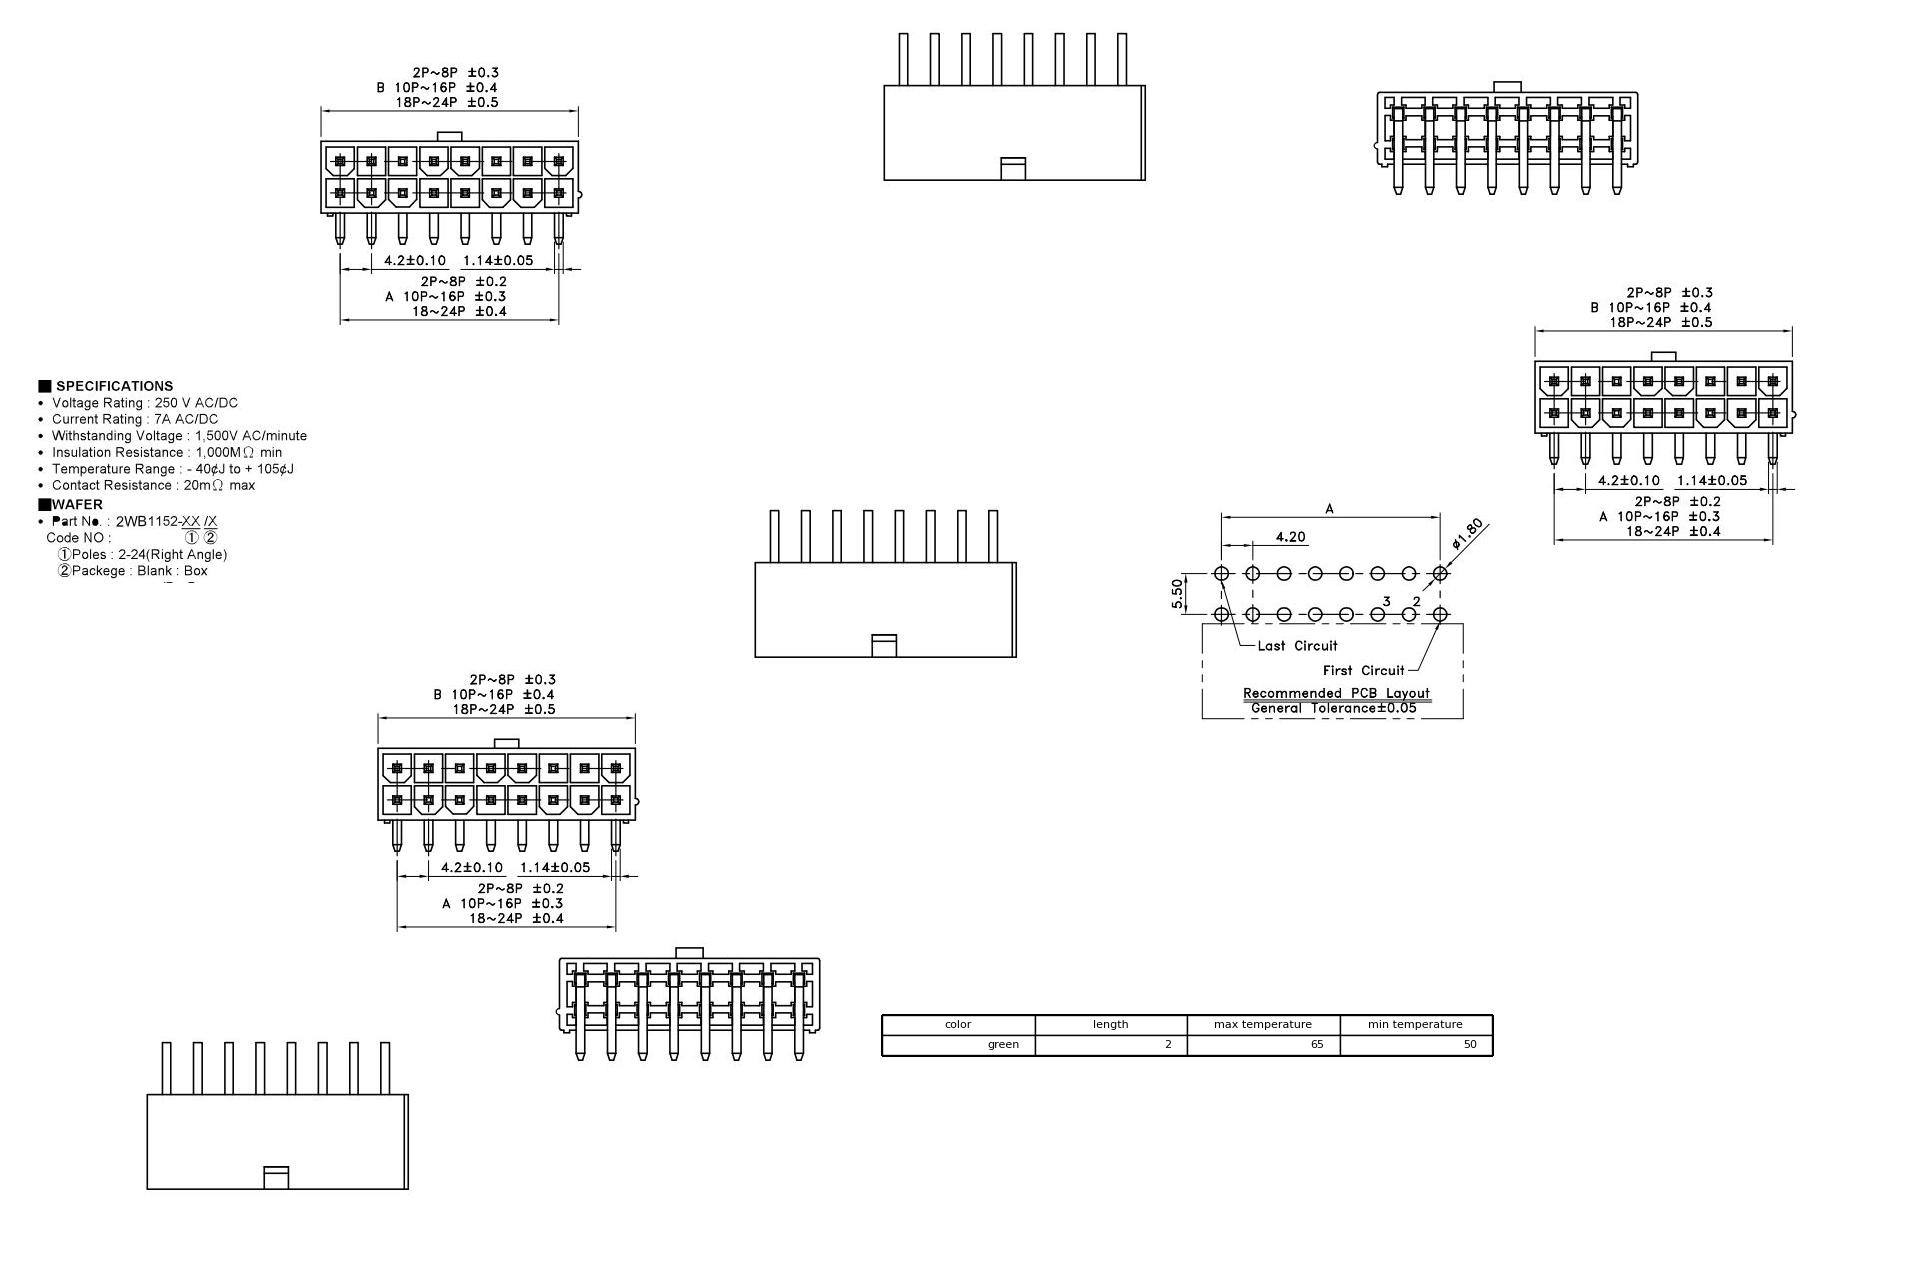 2P~8P ±0.3
B 10P~16P ±0.4
18P~24P ±0.5
4.2±0.10 1.14±0.05
2P~8P ±0.2
A 10P~16P ±0.3
18~24P ±0.4
2P~8P ±0.3
B 10P~16P ±0.4
18P~24P ±0.5
4.2±0.10 1.14±0.05
2P~8P ±0.2
A 10P~16P ±0.3
18~24P ±0.4
■ SPECIFICATIONS
• Voltage Rating : 250 V AC/DC
• Current Rating : 7A AC/DC
• Withstanding Voltage : 1,500V AC/minute
• Insulation Resistance : 1,000MΩ min
• Temperature Range : - 40¢J to + 105¢J
• Contact Resistance : 20mΩ max
■WAFER
• Part No. : 2WB1152-XX /X
Code NO : ① ②
①Poles : 2-24(Right Angle)
②Packege : Blank : Box
A
4.20
ø1.80
5.50
3 2
Last Circuit
First Circuit
Recommended PCB Layout
General Tolerance±0.05
2P~8P ±0.3
B 10P~16P ±0.4
18P~24P ±0.5
4.2±0.10 1.14±0.05
2P~8P ±0.2
A 10P~16P ±0.3
18~24P ±0.4
color length max temperature min temperature
green 2 65 50